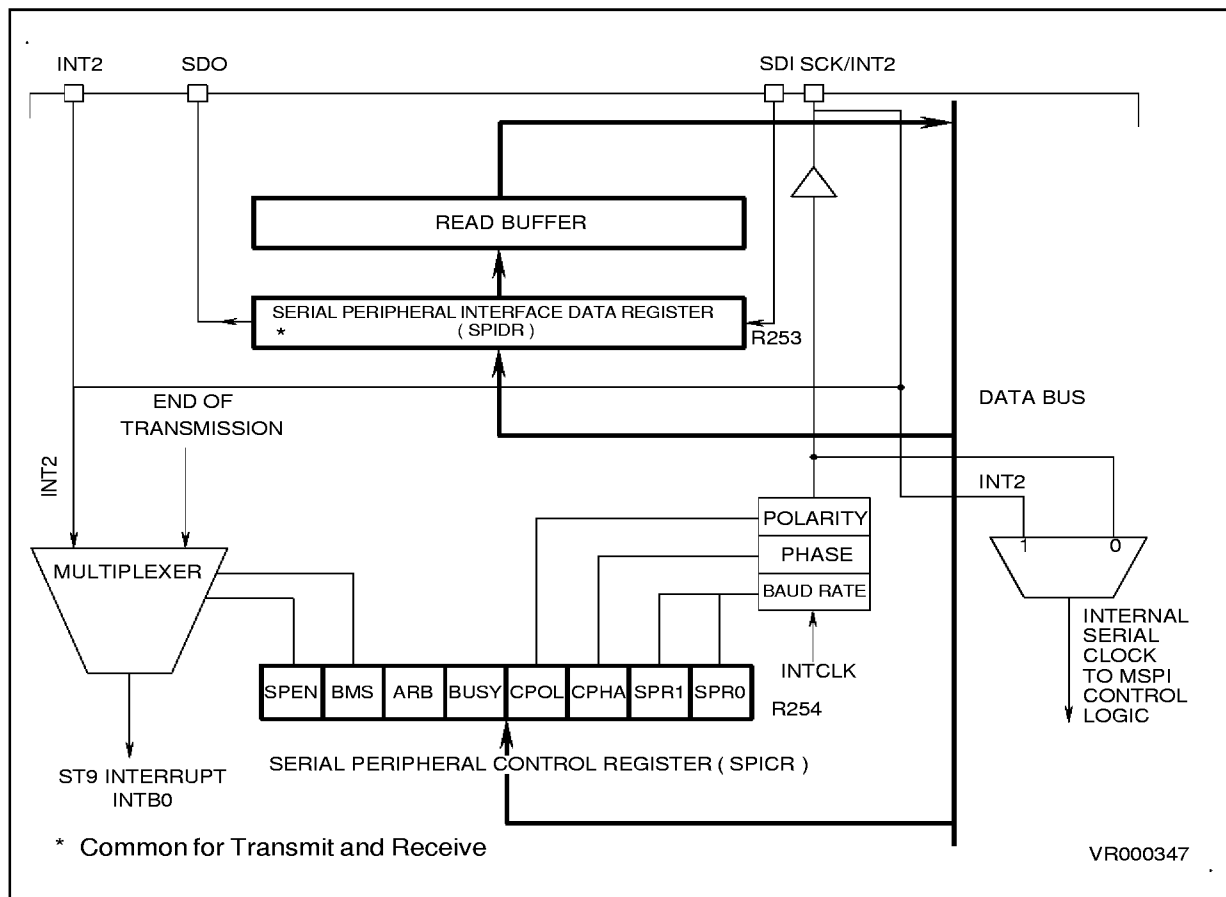 INT2
SDO
SDI SCK/INT2
READ BUFFER
SERIAL PERIPHERAL INTERFACE DATA REGISTER
*
( SPIDR )
R253
END OF
TRANSMISSION
DATA BUS
INT2
INT2
POLARITY
1
0
MULTIPLEXER
PHASE
BAUD RATE
INTERNAL
SERIAL
CLOCK
TO MSPI
CONTROL
LOGIC
INTCLK
SPEN
BMS
ARB
BUSY
CPOL
CPHA
SPR1
SPR0
R254
SERIAL PERIPHERAL CONTROL REGISTER ( SPICR )
ST9 INTERRUPT
INTB0
* Common for Transmit and Receive
VR000347